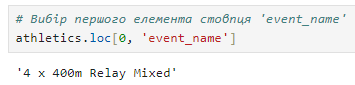 # Вибір першого елемента стовпця 'event_name'
athletics.loc[0, 'event_name']
'4 x 400m Relay Mixed'